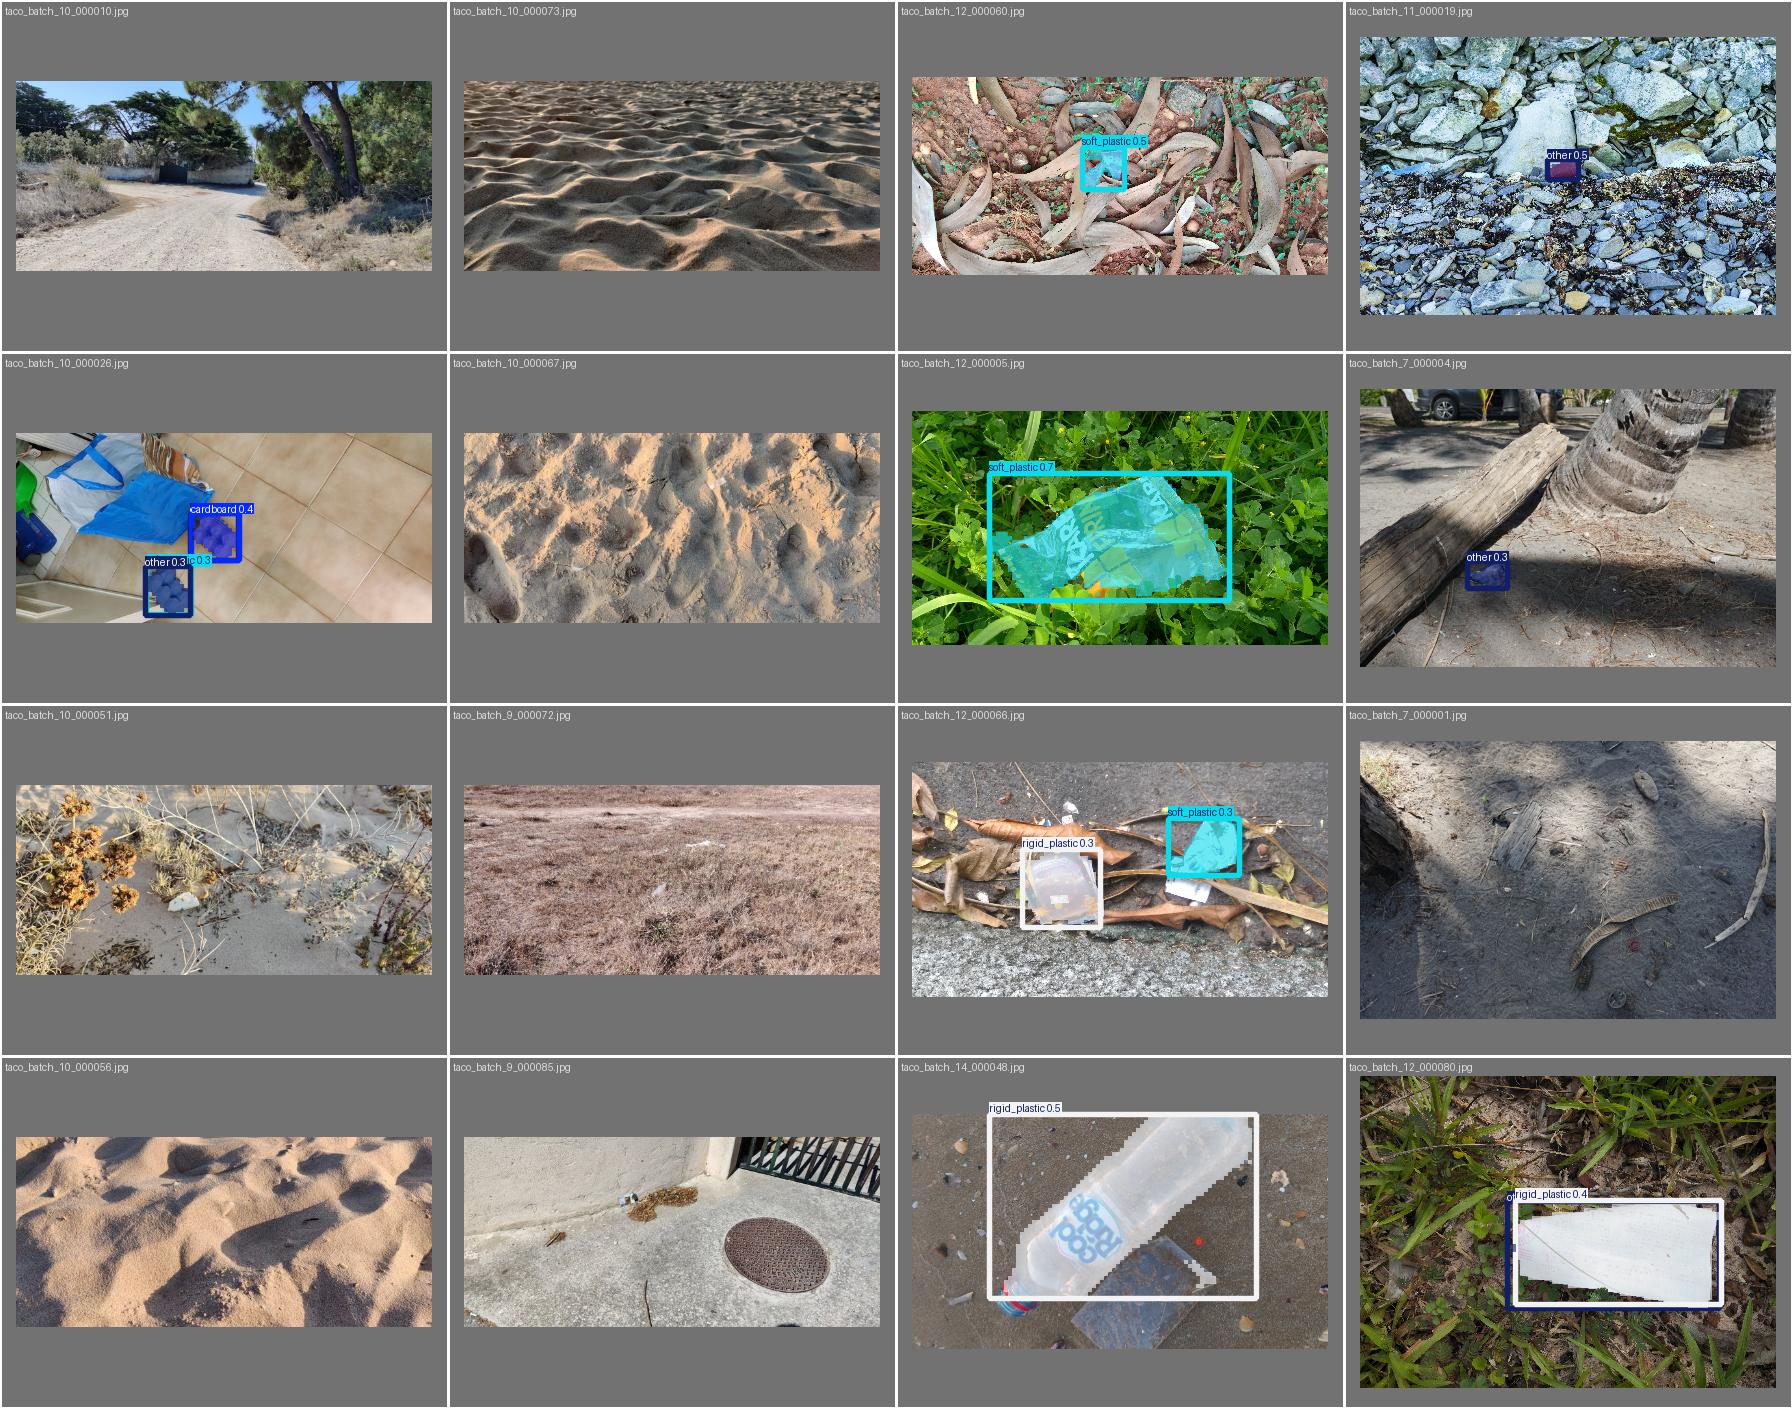 taco_batch_10_000010.jpg
taco_batch_10_000073.jpg
taco_batch_12_000060.jpg
soft_plastic 0.5
taco_batch_11_000019.jpg
other 0.5
taco_batch_10_000026.jpg
cardboard 0.4
other 0.3
c 0.3
taco_batch_10_000067.jpg
taco_batch_12_000005.jpg
soft_plastic 0.7
taco_batch_7_000004.jpg
other 0.3
taco_batch_10_000051.jpg
taco_batch_9_000072.jpg
taco_batch_12_000066.jpg
soft_plastic 0.3
rigid_plastic 0.3
taco_batch_7_000001.jpg
taco_batch_10_000056.jpg
taco_batch_9_000085.jpg
taco_batch_14_000048.jpg
rigid_plastic 0.5
taco_batch_12_000080.jpg
o
rigid_plastic 0.4